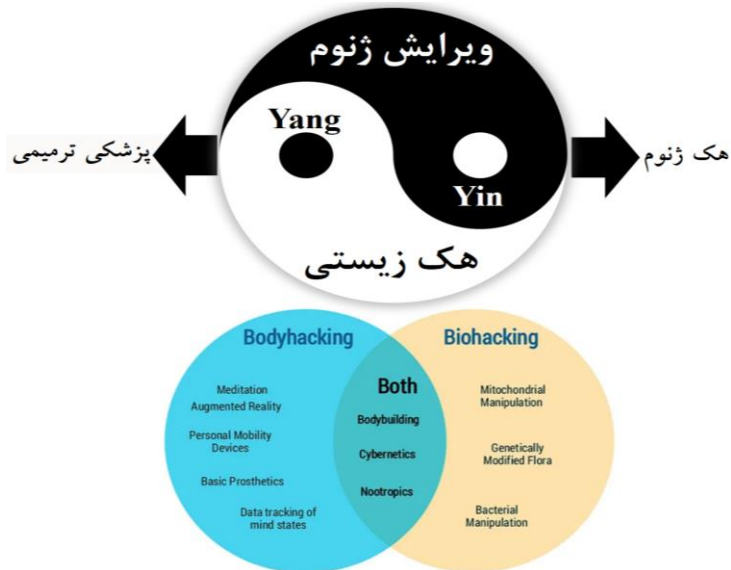 ویرایش ژنوم
Yang
پزشکی ترمیمی
هک ژنوم
Yin
هک زیستی
Bodyhacking
Biohacking
Both
Meditation
Augmented Reality
Personal Mobility
Devices
Basic Prosthetics
Data tracking of
mind states
Bodybuilding
Cybernetics
Nootropics
Mitochondrial
Manipulation
Genetically
Modified Flora
Bacterial
Manipulation